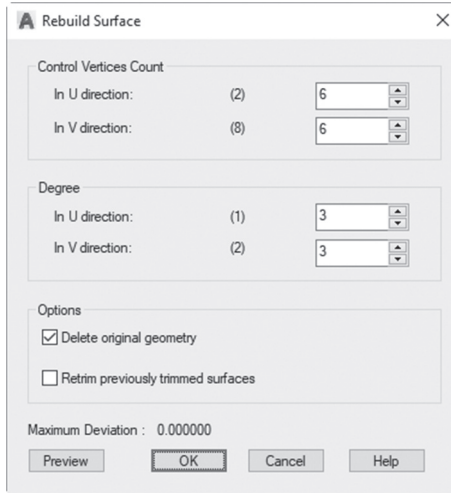 Rebuild Surface
Control Vertices Count
In U direction: (2) 6
In V direction: (8) 6
Degree
In U direction: (1) 3
In V direction: (2) 3
Options
Delete original geometry
Retrim previously trimmed surfaces
Maximum Deviation : 0.000000
Preview OK Cancel Help